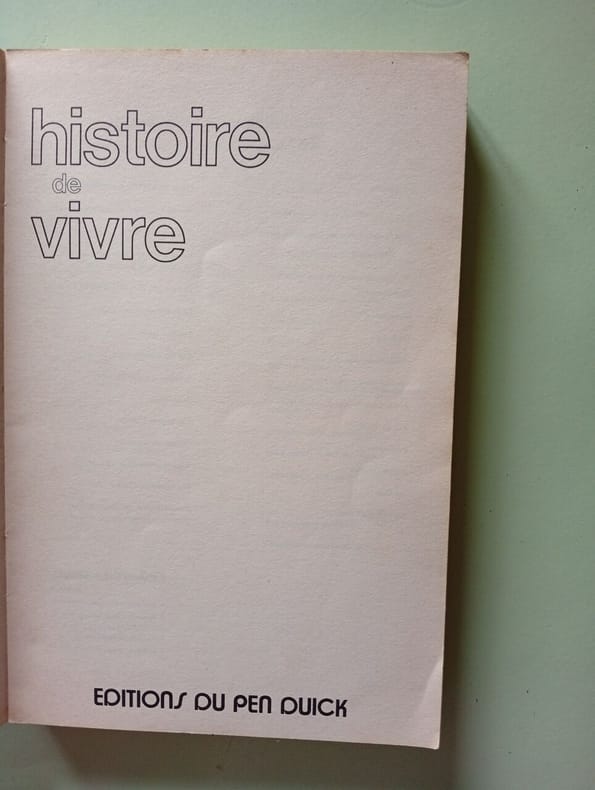 histoire
de
vivre
EDITIONS DU PEN DUICK